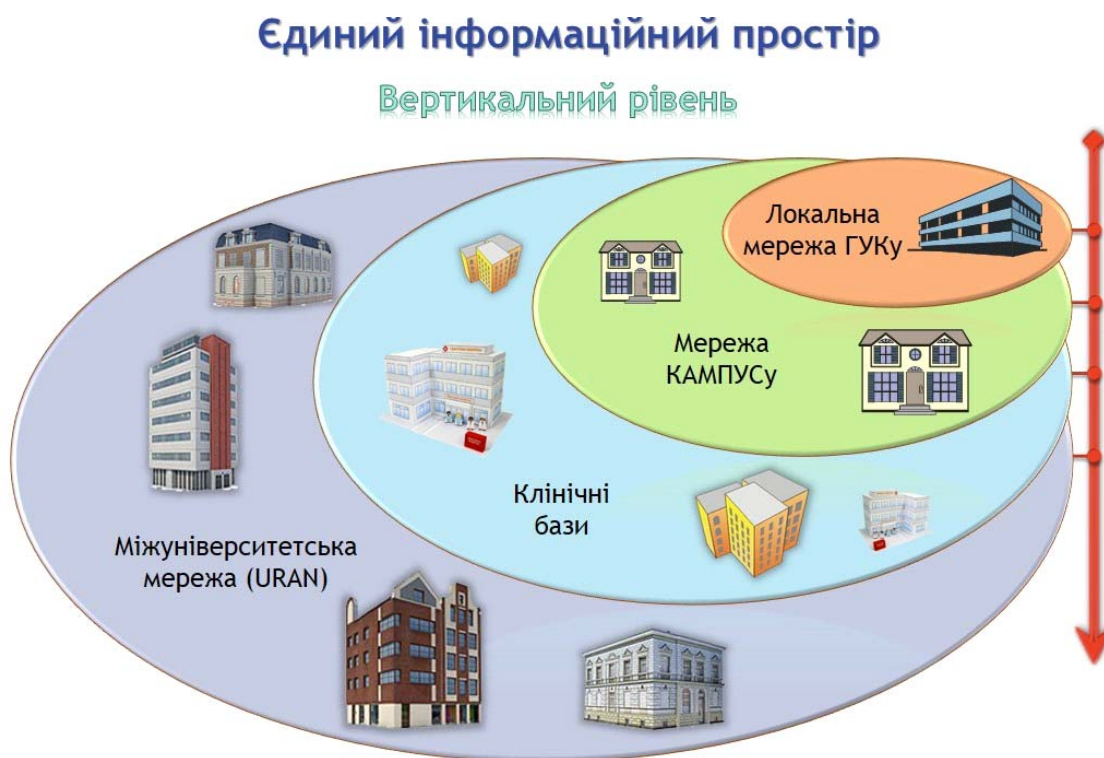 Єдиний інформаційний простір
Вертикальний рівень
Локальна
мережа ГУКу
Мережа
КАМПУСу
Клінічні
бази
Міжуніверситетська
мережа (URAN)